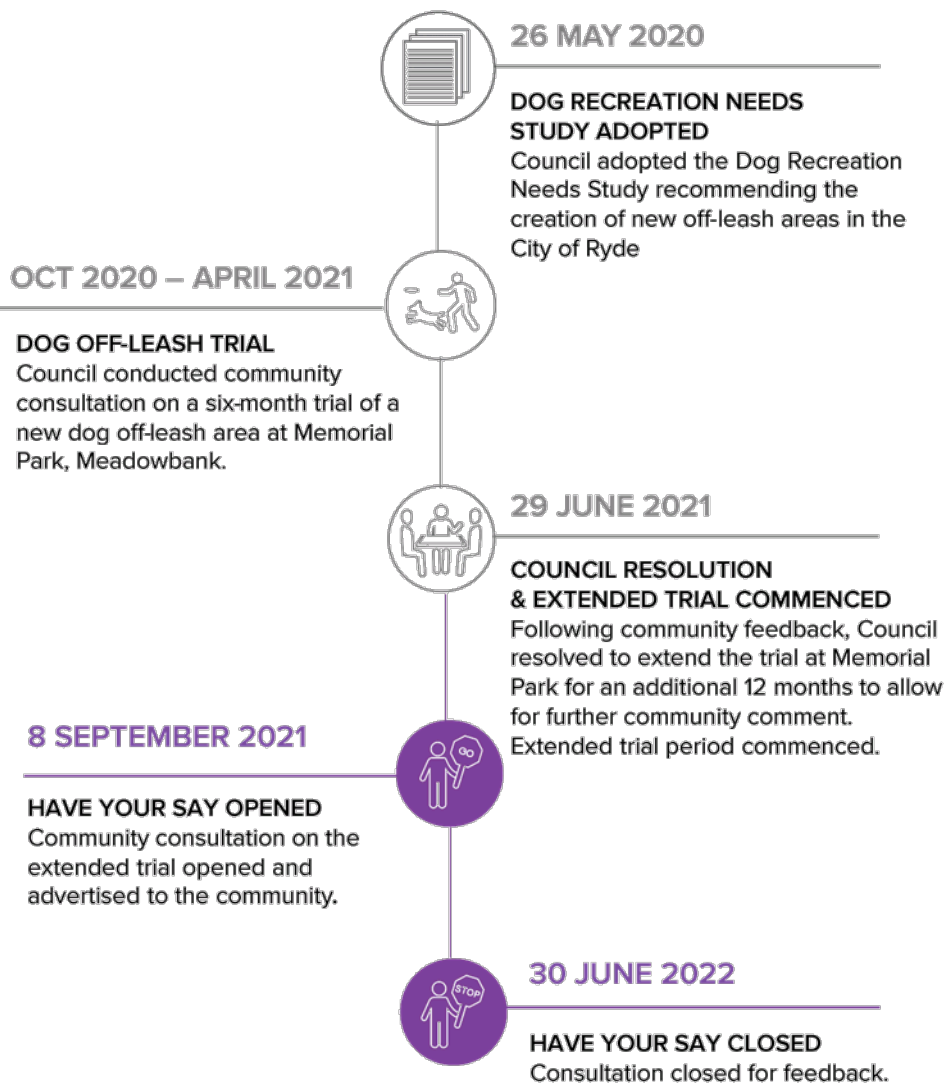 26 MAY 2020
DOG RECREATION NEEDS
STUDY ADOPTED
Council adopted the Dog Recreation
Needs Study recommending the
creation of new off-leash areas in the
City of Ryde
OCT 2020 – APRIL 2021
DOG OFF-LEASH TRIAL
Council conducted community
consultation on a six-month trial of a
new dog off-leash area at Memorial
Park, Meadowbank.
29 JUNE 2021
COUNCIL RESOLUTION
& EXTENDED TRIAL COMMENCED
Following community feedback, Council
resolved to extend the trial at Memorial
Park for an additional 12 months to allow
for further community comment.
Extended trial period commenced.
8 SEPTEMBER 2021
GO
HAVE YOUR SAY OPENED
Community consultation on the
extended trial opened and
advertised to the community.
30 JUNE 2022
STOP
HAVE YOUR SAY CLOSED
Consultation closed for feedback.